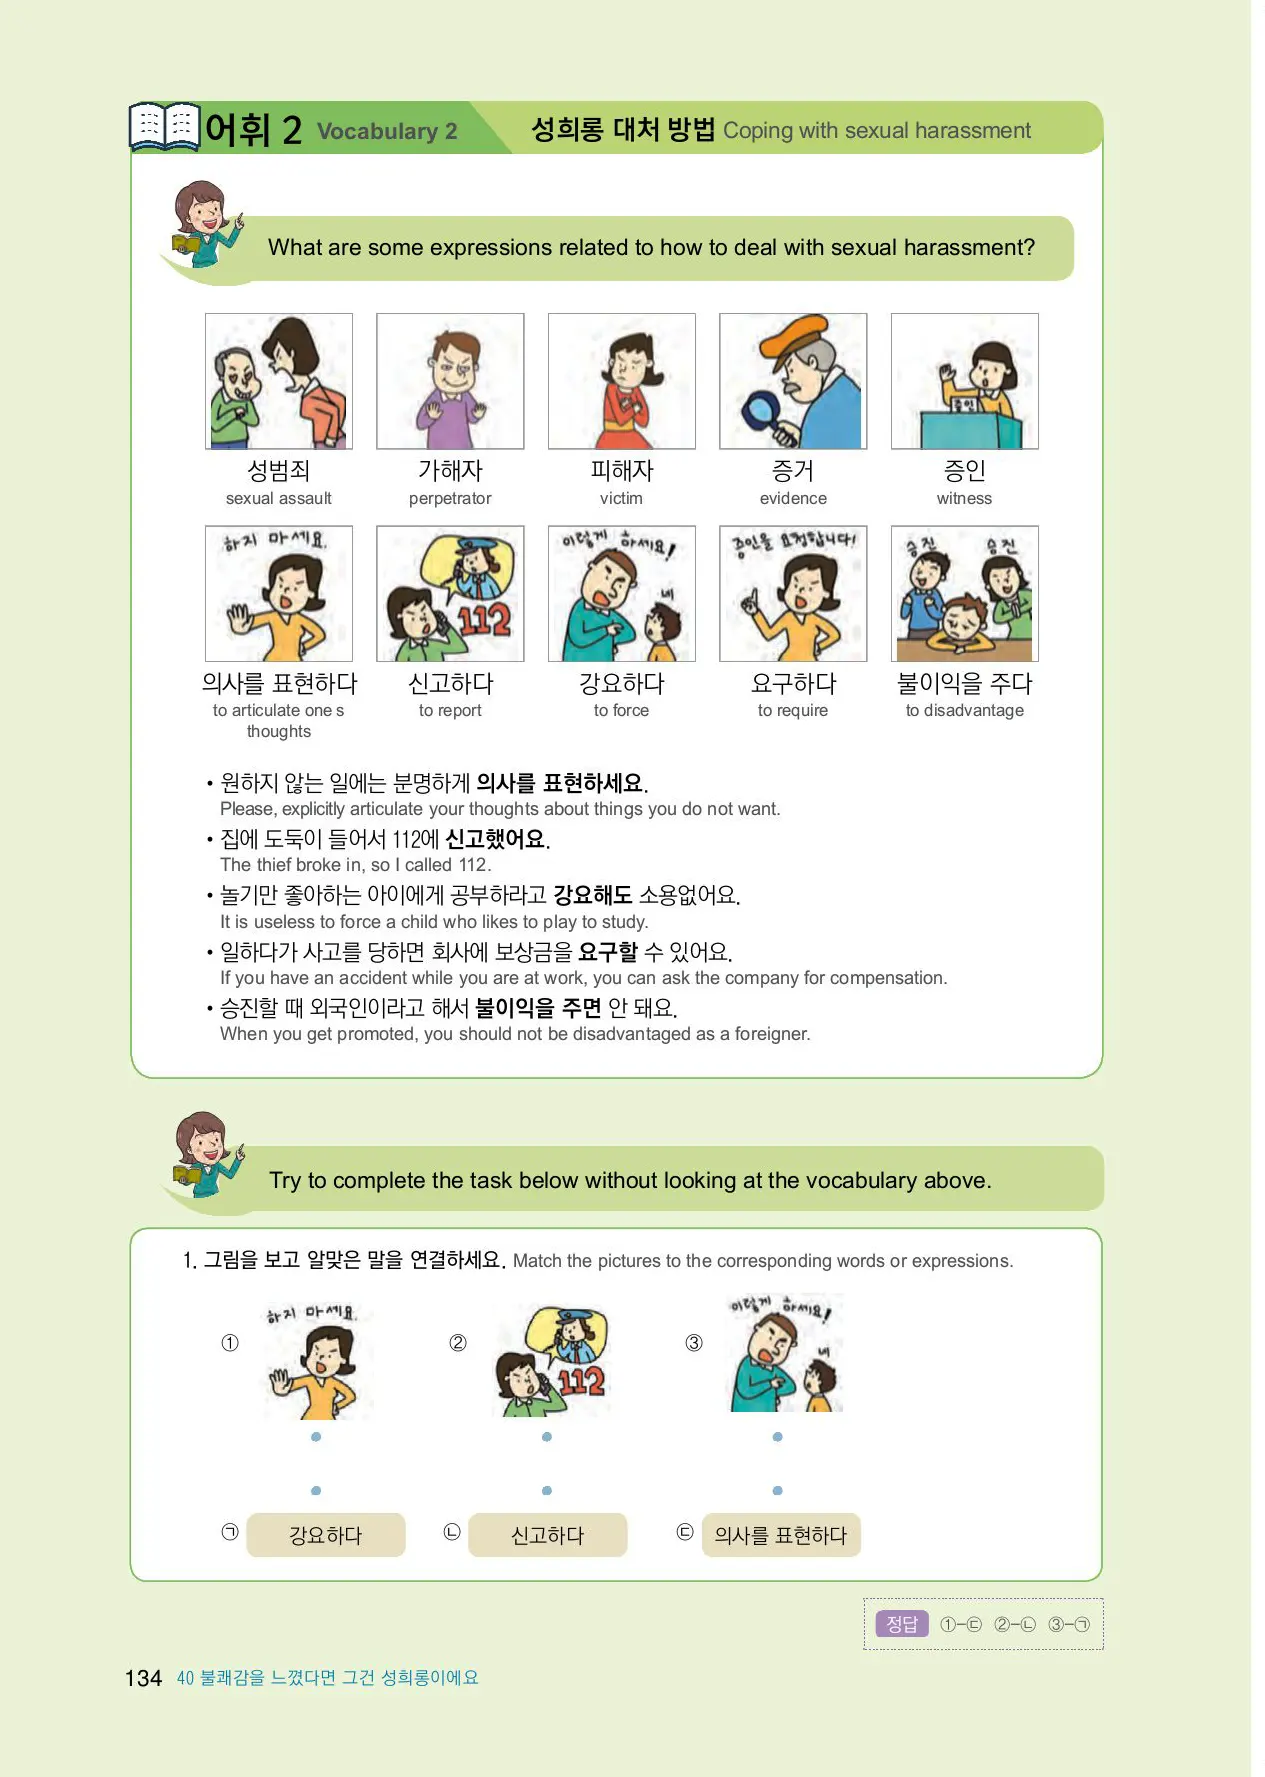 어휘 2 Vocabulary 2 성희롱 대처 방법 Coping with sexual harassment
What are some expressions related to how to deal with sexual harassment?
증인
성범죄 가해자 피해자 증거 증인
sexual assault perpetrator victim evidence witness
하지 마세요. 이렇게 하세요! 증인을 요청합니다! 승진 승진
112 네
의사를 표현하다 신고하다 강요하다 요구하다 불이익을 주다
to articulate one s to report to force to require to disadvantage
thoughts
• 원하지 않는 일에는 분명하게 의사를 표현하세요.
Please, explicitly articulate your thoughts about things you do not want.
• 집에 도둑이 들어서 112에 신고했어요.
The thief broke in, so I called 112.
• 놀기만 좋아하는 아이에게 공부하라고 강요해도 소용없어요.
It is useless to force a child who likes to play to study.
• 일하다가 사고를 당하면 회사에 보상금을 요구할 수 있어요.
If you have an accident while you are at work, you can ask the company for compensation.
• 승진할 때 외국인이라고 해서 불이익을 주면 안 돼요.
When you get promoted, you should not be disadvantaged as a foreigner.
Try to complete the task below without looking at the vocabulary above.
1. 그림을 보고 알맞은 말을 연결하세요. Match the pictures to the corresponding words or expressions.
하지 마세요. 이렇게 하세요!
① ② ③
112 네
㉠ 강요하다 ㉡ 신고하다 ㉢ 의사를 표현하다
정답 ①-㉢ ②-㉡ ③-㉠
134 40 불쾌감을 느꼈다면 그건 성희롱이에요